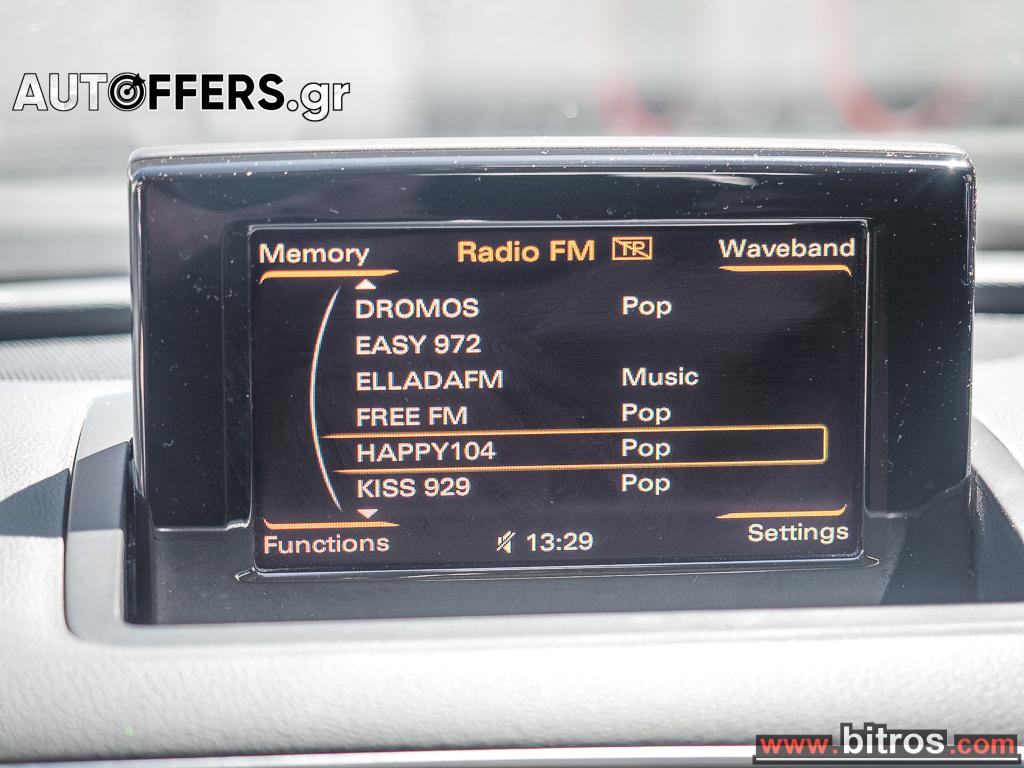 AUTOFFERS.gr
Memory Radio FM TP Waveband
DROMOS Pop
EASY 972
ELLADAFM Music
FREE FM Pop
HAPPY104 Pop
KISS 929 Pop
Functions 13:29 Settings
www.bitros.com